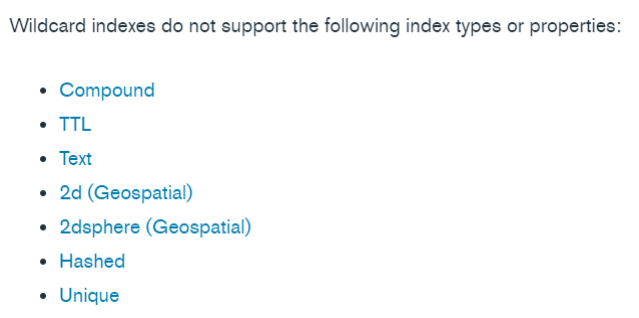 Wildcard indexes do not support the following index types or properties:
• Compound
• TTL
• Text
• 2d (Geospatial)
• 2dsphere (Geospatial)
• Hashed
• Unique